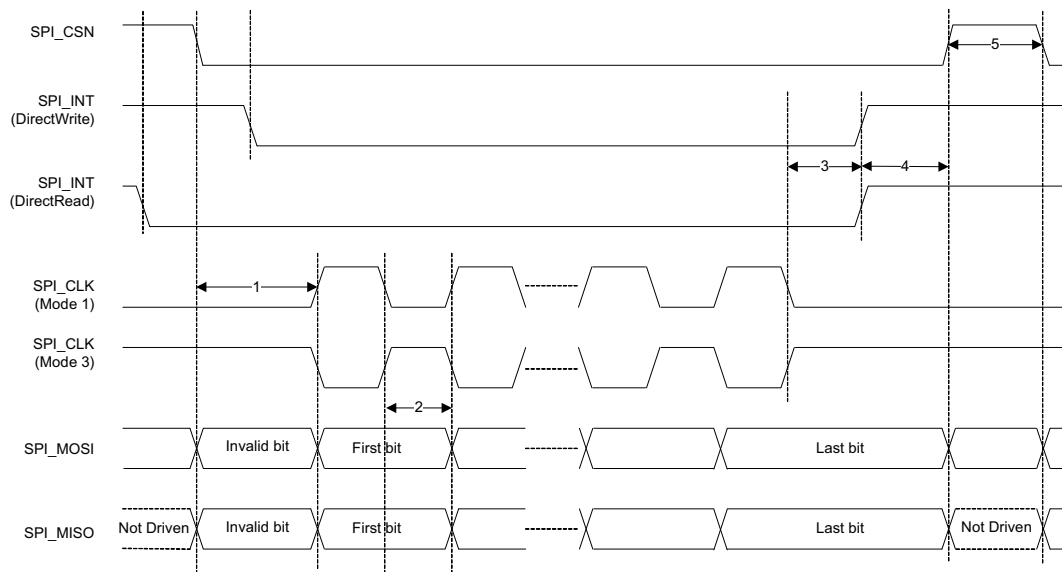 SPI_CSN
5
SPI_INT
(DirectWrite)
3
4
SPI_INT
(DirectRead)
SPI_CLK
(Mode 1)
1
SPI_CLK
(Mode 3)
2
SPI_MOSI
Invalid bit
First bit
Last bit
SPI_MISO
Not Driven
Invalid bit
First bit
Last bit
Not Driven